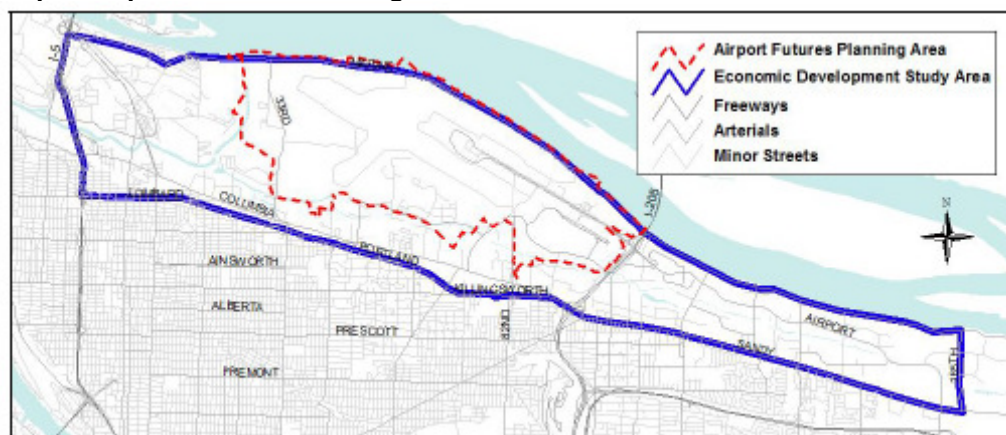 Airport Futures Planning Area
Economic Development Study Area
Freeways
Arterials
Minor Streets
I-5
33RD
I-205
LOMBARD
COLUMBIA
PORTLAND
AINSWORTH
KILLINGSWORTH
ALBERTA
82ND
PRESCOTT
AIRPORT
SANDY
FREMONT